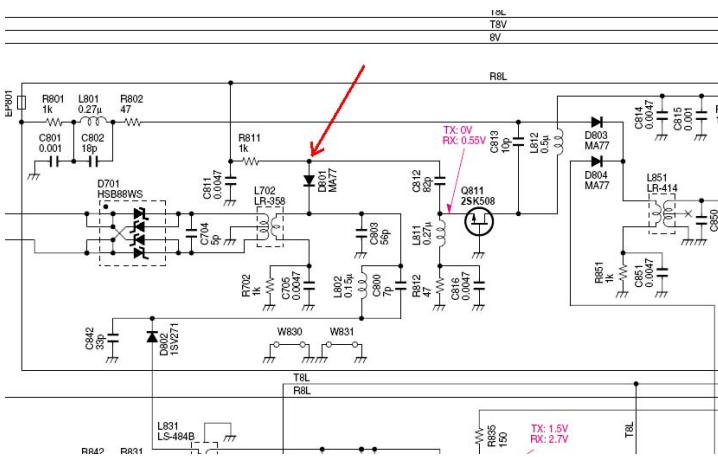 T8L
T8V
8V
R8L
EP801
R801
1k
L801
0.27µ
R802
47
C801
0.001
C802
18p
R811
1k
C811
0.0047
D801
MA77
TX: 0V
RX: 0.55V
C812
82p
C813
10p
L812
0.5µ
D803
MA77
D804
MA77
C814
0.0047
C815
0.001
D701
HSB88WS
C704
5p
L702
LR-358
C803
56p
Q811
2SK508
L811
0.27µ
L851
LR-414
C850
R702
1k
C705
0.0047
L802
0.15µ
C800
7p
R812
47
C816
0.0047
R851
1k
C851
0.0047
C842
33p
D802
1SV271
W830
W831
T8L
R8L
L831
LS-484B
R842
R831
R835
150
TX: 1.5V
RX: 2.7V
T8L